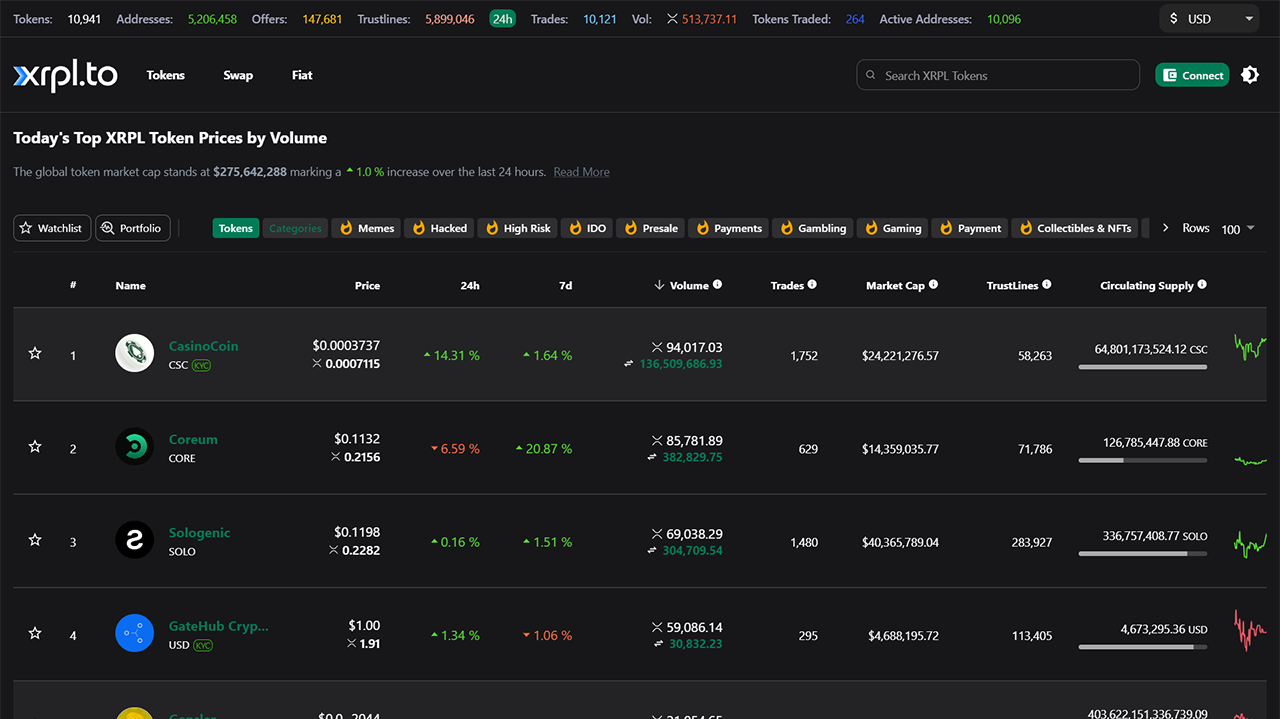 Tokens: 10,941 Addresses: 5,206,458 Offers: 147,681 Trustlines: 5,899,046 24h Trades: 10,121 Vol: 513,737.11 Tokens Traded: 264 Active Addresses: 10,096 $ USD
xrpl.to Tokens Swap Fiat Search XRPL Tokens Connect
Today's Top XRPL Token Prices by Volume
The global token market cap stands at $275,642,288 marking a 1.0 % increase over the last 24 hours. Read More
Watchlist Portfolio Tokens Categories Memes Hacked High Risk IDO Presale Payments Gambling Gaming Payment Collectibles & NFTs Rows 100
# Name Price 24h 7d Volume Trades Market Cap TrustLines Circulating Supply
1 CasinoCoin $0.0003737 14.31 % 1.64 % 94,017.03 1,752 $24,221,276.57 58,263 64,801,173,524.12 CSC
CSC KYC 0.0007115 136,509,686.93
2 Coreum $0.1132 6.59 % 20.87 % 85,781.89 629 $14,359,035.77 71,786 126,785,447.88 CORE
CORE 0.2156 382,829.75
3 Sologenic $0.1198 0.16 % 1.51 % 69,038.29 1,480 $40,365,789.04 283,927 336,757,408.77 SOLO
SOLO 0.2282 304,709.54
4 GateHub Cryp... $1.00 1.34 % 1.06 % 59,086.14 295 $4,688,195.72 113,405 4,673,295.36 USD
USD KYC 1.91 30,832.23
403,622,151,336,739.09